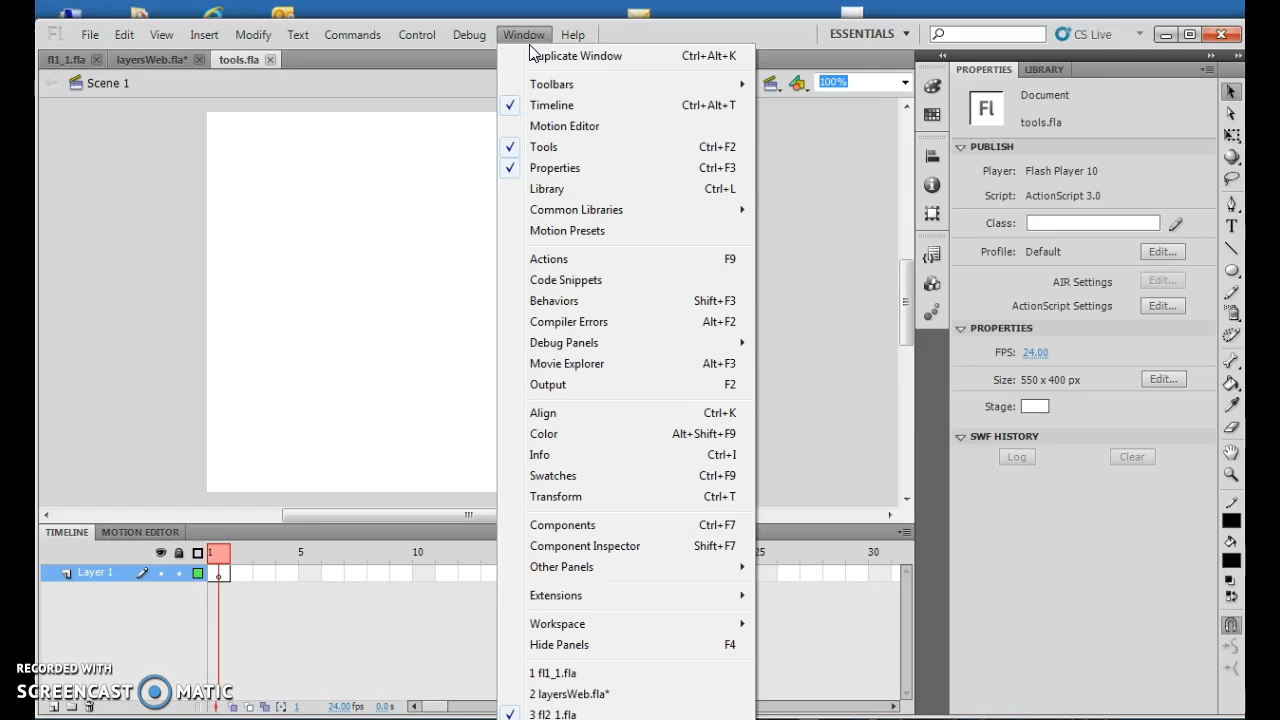 Fl File Edit View Insert Text Commands Control Debug Window Help ESSENTIALS CS Live
fl1_1.fla layersWeb.fla* tools.fla
Scene 1 100%
Duplicate Window Ctrl+Alt+K
Toolbars
Timeline Ctrl+Alt+T
Motion Editor
Tools Ctrl+F2
Properties Ctrl+F3
Library Ctrl+L
Common Libraries
Motion Presets
Actions F9
Code Snippets
Behaviors Shift+F3
Compiler Errors Alt+F2
Debug Panels
Movie Explorer Alt+F3
Output F2
Align Ctrl+K
Color Alt+Shift+F9
Info Ctrl+I
Swatches Ctrl+F9
Transform Ctrl+T
Components Ctrl+F7
Component Inspector Shift+F7
Other Panels
Extensions
Workspace
Hide Panels F4
1 fl1_1.fla
2 layersWeb.fla*
3 fl2_1.fla
PROPERTIES LIBRARY
Fl
Document
tools.fla
PUBLISH
Player: Flash Player 10
Script: ActionScript 3.0
Class:
Profile: Default Edit...
AIR Settings Edit...
ActionScript Settings Edit...
PROPERTIES
FPS: 24.00
Size: 550 x 400 px Edit...
Stage:
SWF HISTORY
Log Clear
TIMELINE MOTION EDITOR
1 5 10 25 30
Layer 1
1 24.00fps 0.0s
RECORDED WITH
SCREENCAST MATIC